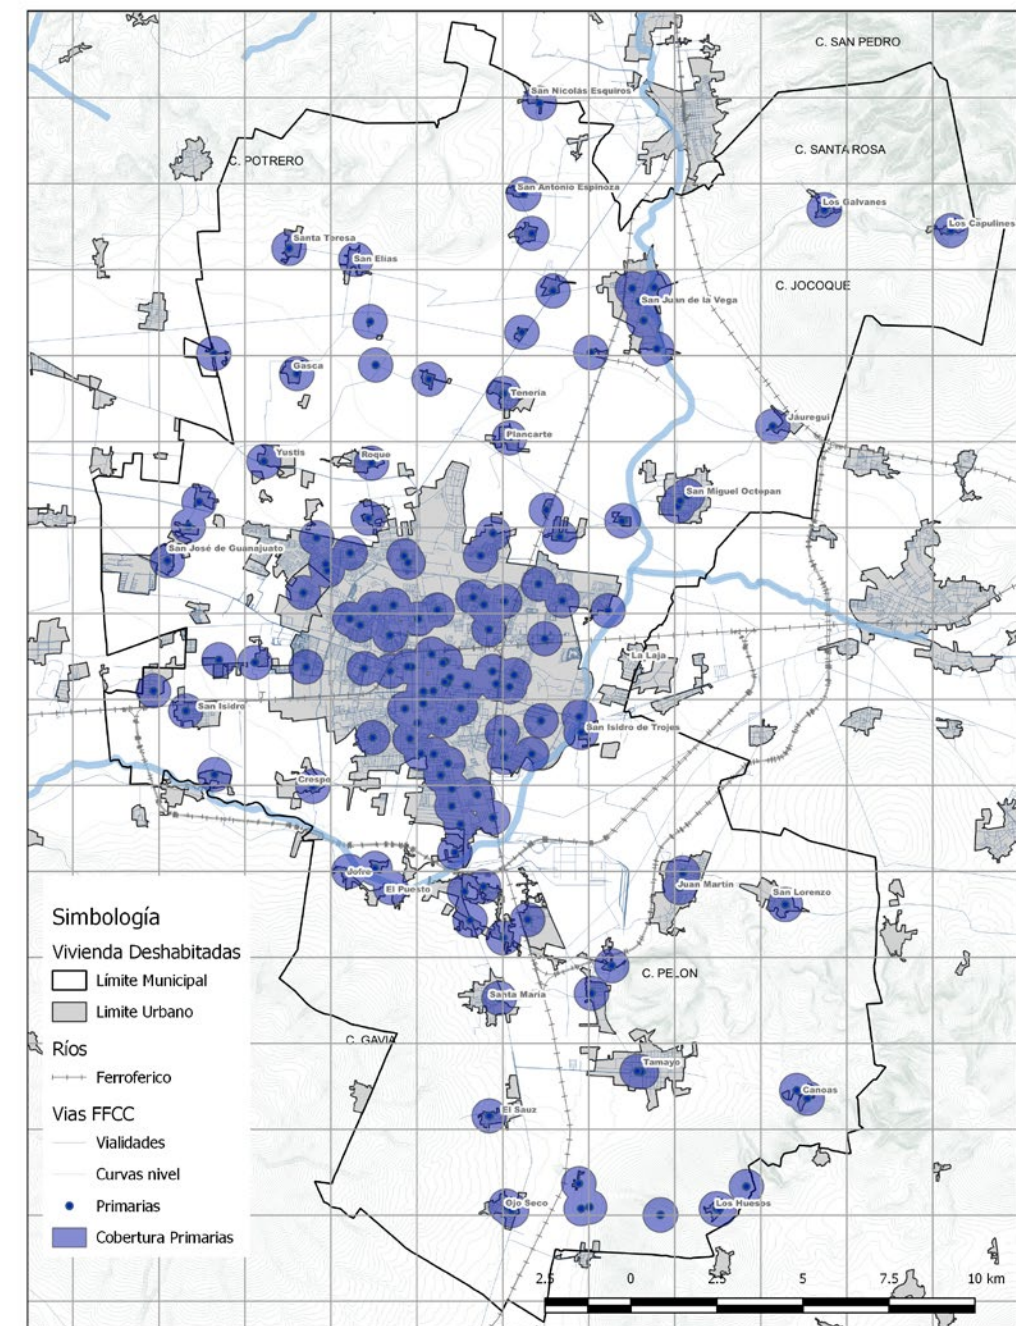 C. SAN PEDRO
San Nicolás Esquiros
C. SANTA ROSA
C. POTRERO
San Antonio Espinoza
Los Galvanes
Los Capulines
Santa Teresa
San Elías
C. JOCOQUE
San Juan de la Vega
Gasca
Tenería
Jáuregui
Plancarte
Yustis
Roque
San Miguel Octopan
San José de Guanajuato
La Laja
San Isidro
San Isidro de Trojes
Crespo
Jofre
El Puesto
Juan Martín
San Lorenzo
C. PELON
Santa María
C. GAVIA
Tamayo
Canoas
El Sauz
Ojo Seco
Los Huesos
Simbología
Vivienda Deshabitadas
Límite Municipal
Limite Urbano
Ríos
Ferroferico
Vias FFCC
Vialidades
Curvas nivel
Primarias
Cobertura Primarias
2.5 0 2.5 5 7.5 10 km